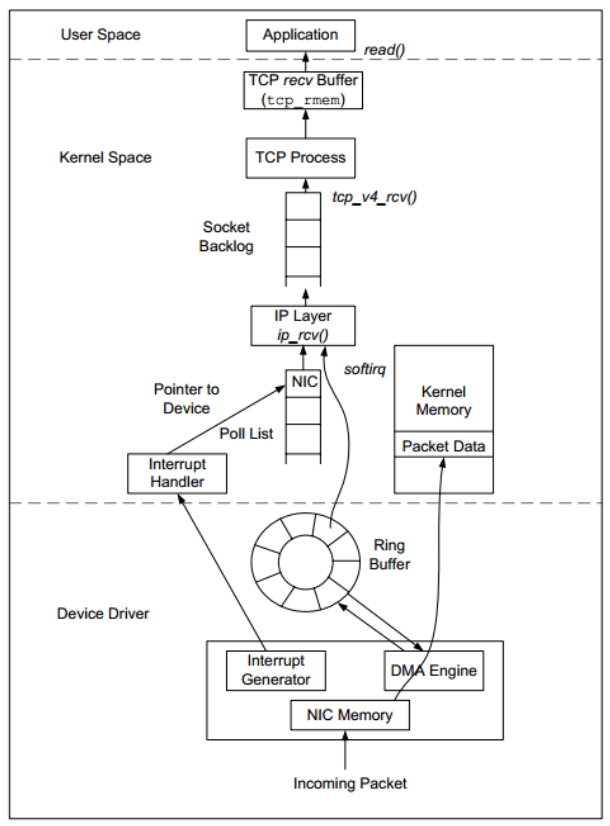 User Space
Application
read()
TCP recv Buffer
(tcp_rmem)
Kernel Space
TCP Process
tcp_v4_rcv()
Socket
Backlog
IP Layer
ip_rcv()
softirq
Pointer to
Device
NIC
Poll List
Kernel
Memory
Packet Data
Interrupt
Handler
Ring
Buffer
Device Driver
Interrupt
Generator
DMA Engine
NIC Memory
Incoming Packet